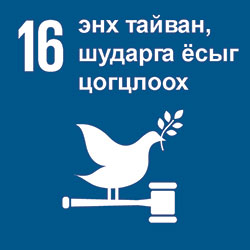 16 энх тайван,
шударга ёсыг
цогцлоох